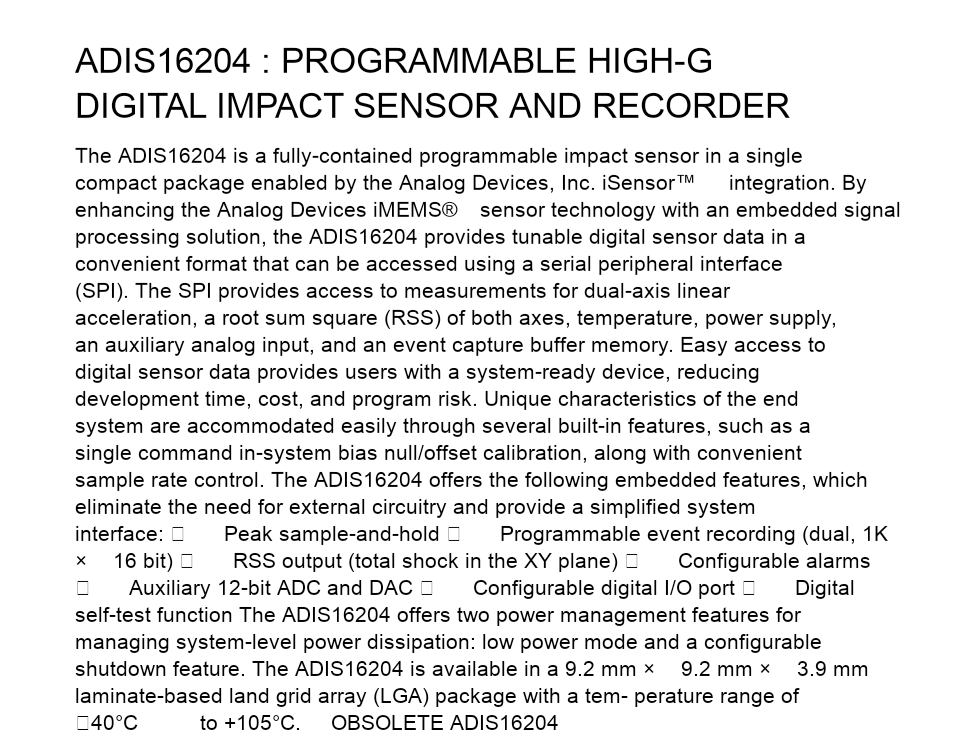 ADIS16204 : PROGRAMMABLE HIGH-G
DIGITAL IMPACT SENSOR AND RECORDER
The ADIS16204 is a fully-contained programmable impact sensor in a single
compact package enabled by the Analog Devices, Inc. iSensor™ integration. By
enhancing the Analog Devices iMEMS® sensor technology with an embedded signal
processing solution, the ADIS16204 provides tunable digital sensor data in a
convenient format that can be accessed using a serial peripheral interface
(SPI). The SPI provides access to measurements for dual-axis linear
acceleration, a root sum square (RSS) of both axes, temperature, power supply,
an auxiliary analog input, and an event capture buffer memory. Easy access to
digital sensor data provides users with a system-ready device, reducing
development time, cost, and program risk. Unique characteristics of the end
system are accommodated easily through several built-in features, such as a
single command in-system bias null/offset calibration, along with convenient
sample rate control. The ADIS16204 offers the following embedded features, which
eliminate the need for external circuitry and provide a simplified system
interface: □ Peak sample-and-hold □ Programmable event recording (dual, 1K
× 16 bit) □ RSS output (total shock in the XY plane) □ Configurable alarms
□ Auxiliary 12-bit ADC and DAC □ Configurable digital I/O port □ Digital
self-test function The ADIS16204 offers two power management features for
managing system-level power dissipation: low power mode and a configurable
shutdown feature. The ADIS16204 is available in a 9.2 mm × 9.2 mm × 3.9 mm
laminate-based land grid array (LGA) package with a tem- perature range of
□40°C to +105°C. OBSOLETE ADIS16204